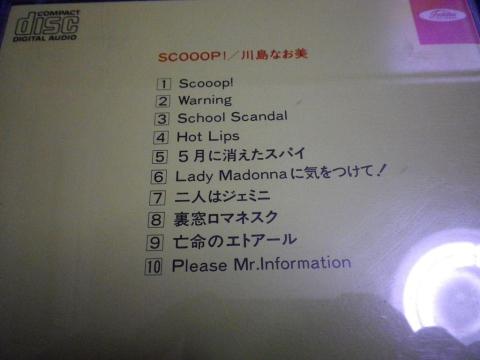 COMPACT
disc
DIGITAL AUDIO
SCOOOP!／川島なお美
1 Scooop!
2 Warning
3 School Scandal
4 Hot Lips
5 5月に消えたスパイ
6 Lady Madonnaに気をつけて!
7 二人はジェミニ
8 裏窓ロマネスク
9 亡命のエトアール
10 Please Mr.Information